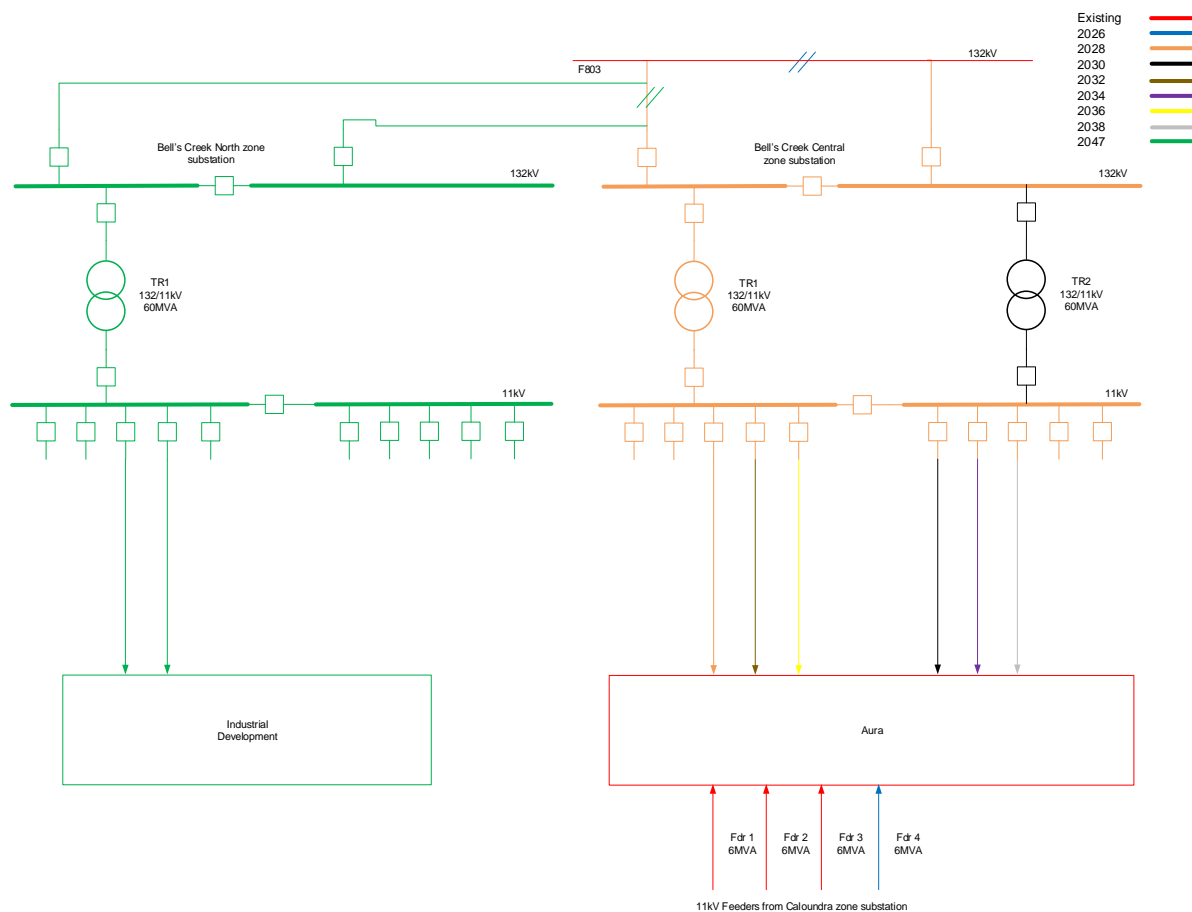 Existing
2026
2028
2030
2032
2034
2036
2038
2047
132kV
F803
Bell's Creek North zone
substation
Bell's Creek Central
zone substation
132kV
132kV
TR1
132/11kV
60MVA
TR1
132/11kV
60MVA
TR2
132/11kV
60MVA
11kV
11kV
Industrial
Development
Aura
Fdr 1
6MVA
Fdr 2
6MVA
Fdr 3
6MVA
Fdr 4
6MVA
11kV Feeders from Caloundra zone substation